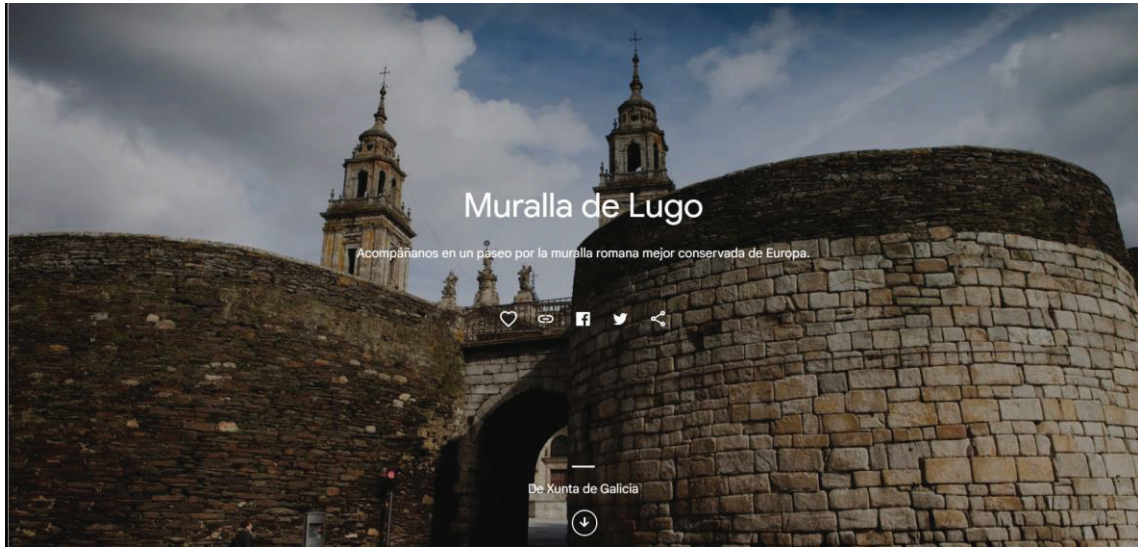 Muralla de Lugo
Acompáñanos en un paseo por la muralla romana mejor conservada de Europa.
De Xunta de Galicia